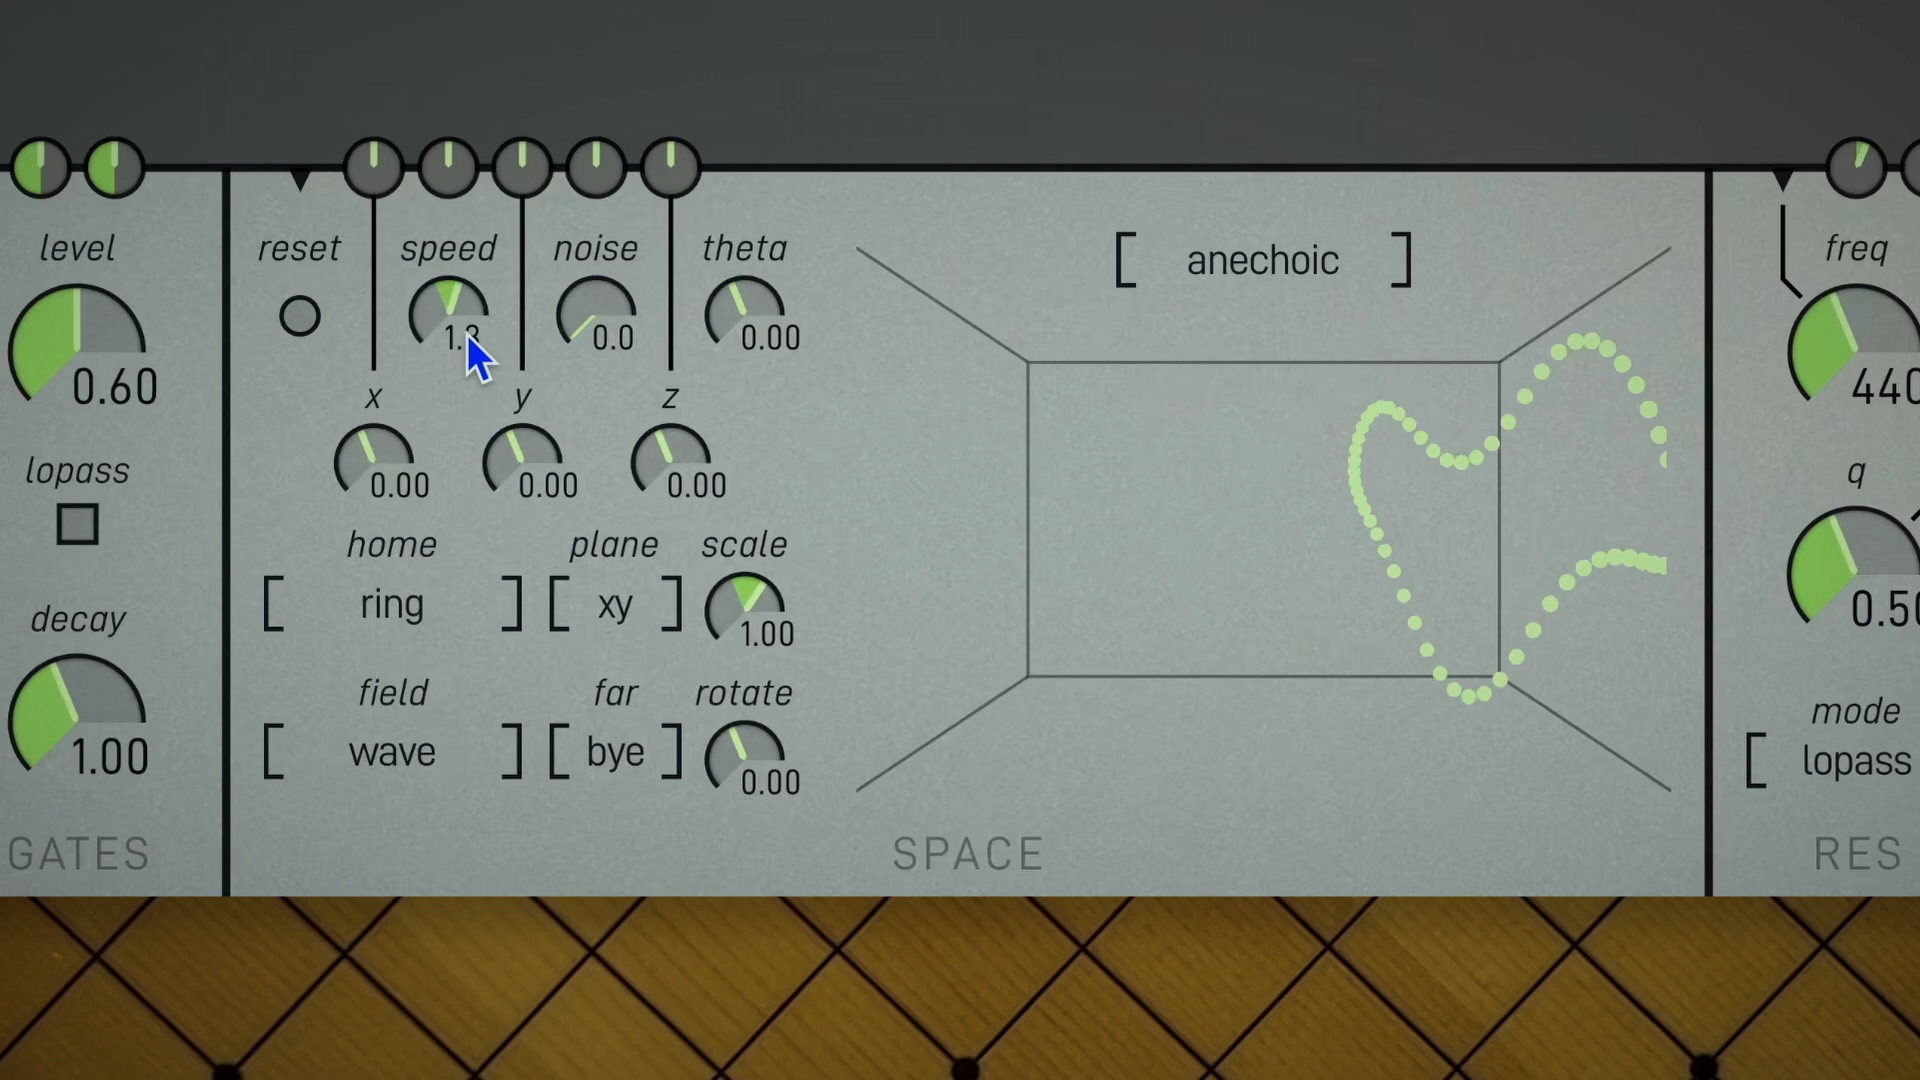 level
0.60
lopass
decay
1.00
GATES
reset
speed
noise
0.0
theta
0.00
x
0.00
y
0.00
z
0.00
home
ring
plane
xy
scale
1.00
field
wave
far
bye
rotate
0.00
anechoic
SPACE
freq
440
q
mode
lopass
RES